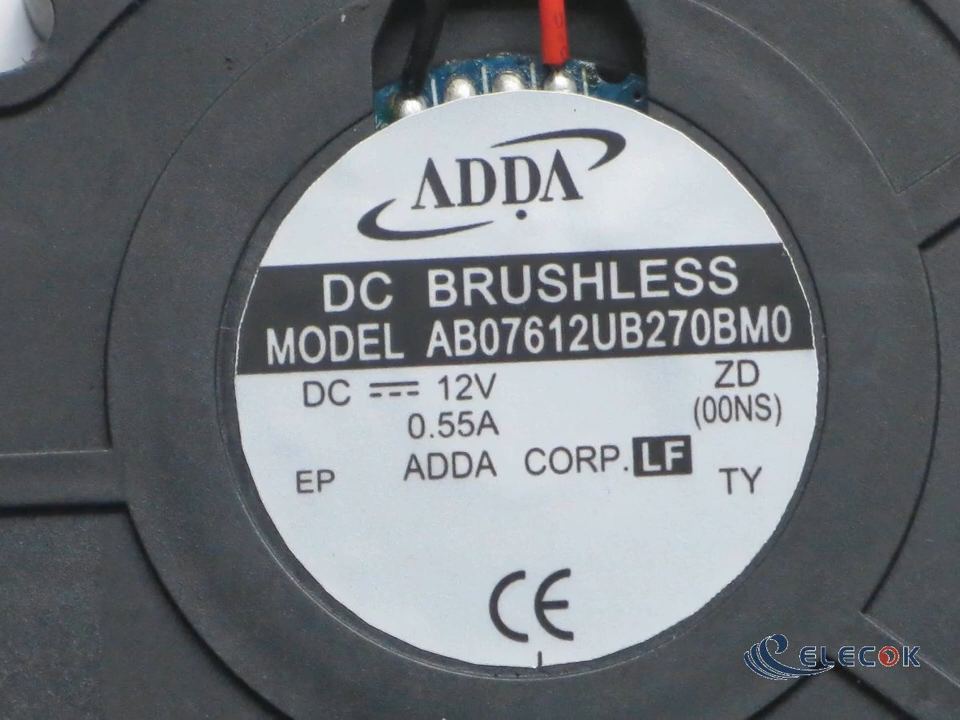 ADDA
DC BRUSHLESS
MODEL AB07612UB270BM0
DC 12V ZD
0.55A (00NS)
EP ADDA CORP. LF TY
CE
ELECOK